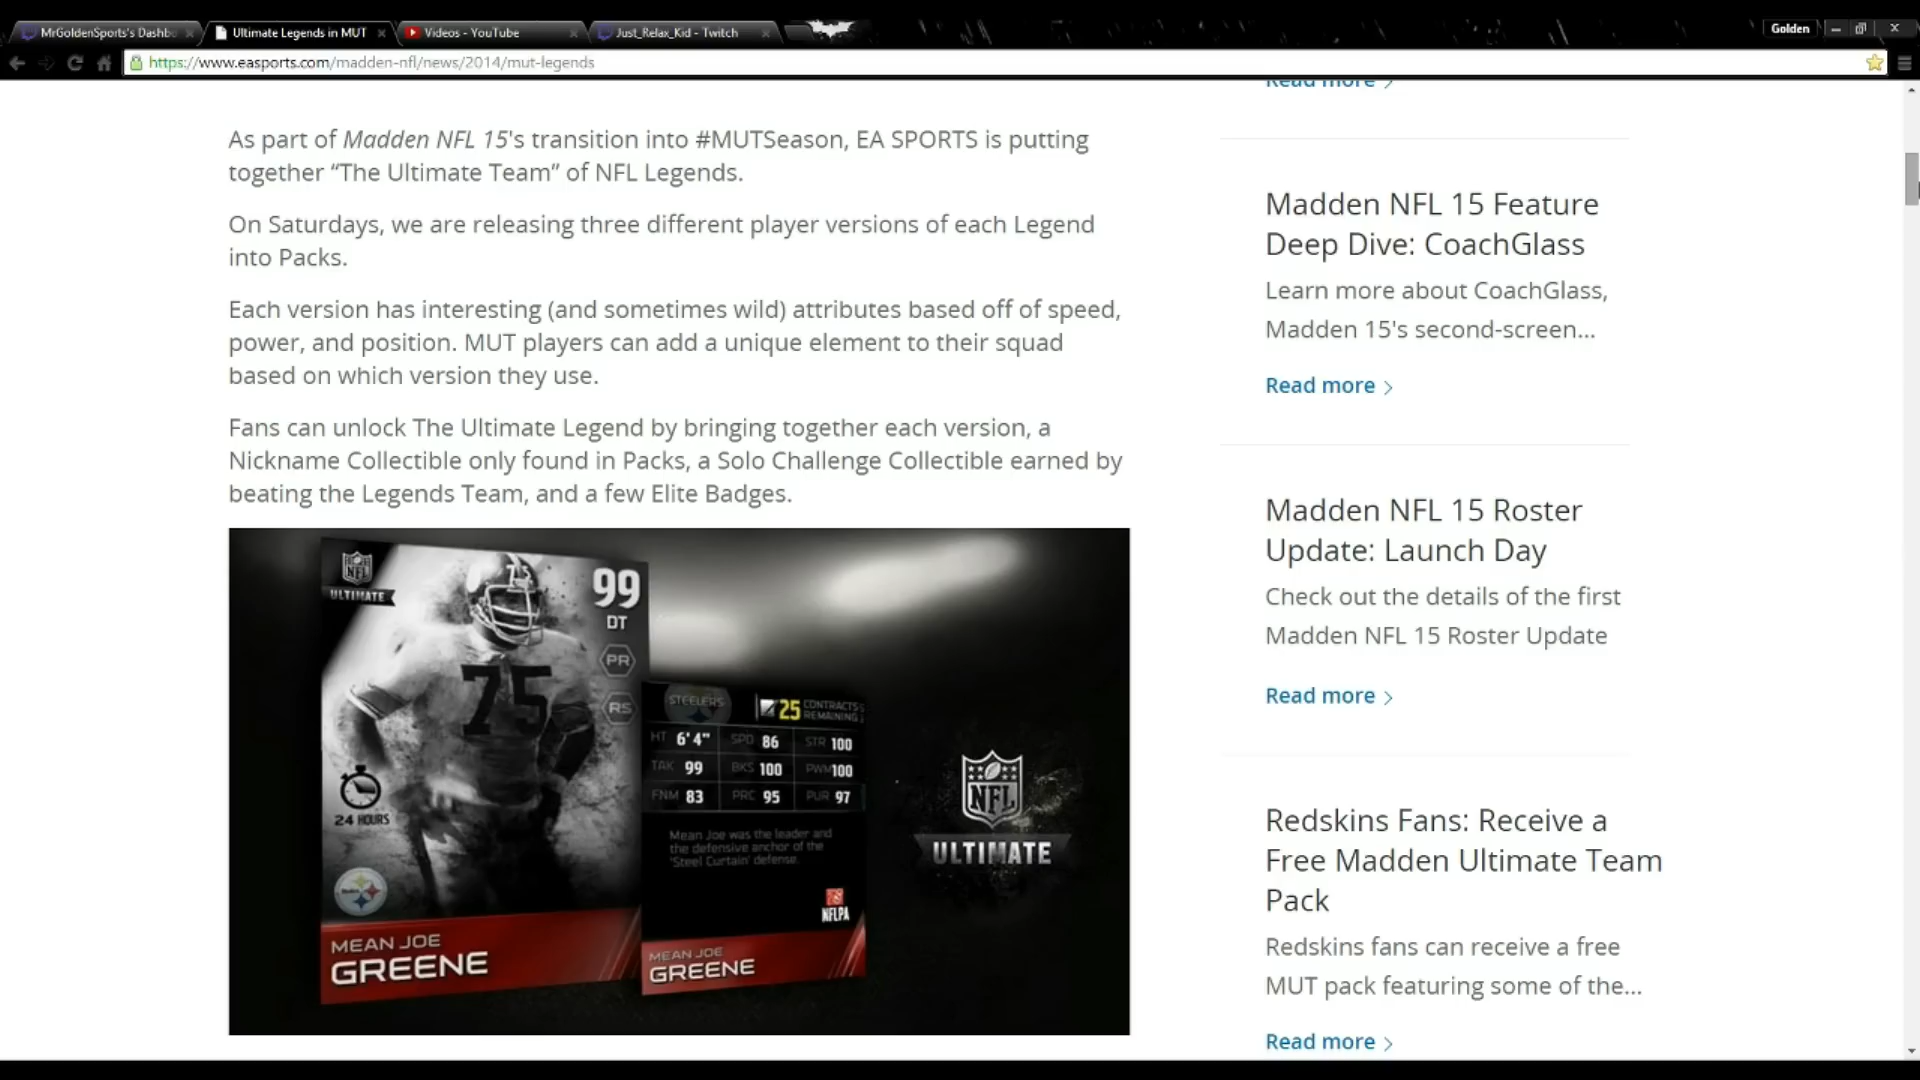 MrGoldenSports's Dashbo
Ultimate Legends in MUT
Videos - YouTube
Just_Relax_Kid - Twitch
Golden
https://www.easports.com/madden-nfl/news/2014/mut-legends
Read more >
As part of Madden NFL 15's transition into #MUTSeason, EA SPORTS is putting
together “The Ultimate Team” of NFL Legends.
On Saturdays, we are releasing three different player versions of each Legend
into Packs.
Each version has interesting (and sometimes wild) attributes based off of speed,
power, and position. MUT players can add a unique element to their squad
based on which version they use.
Fans can unlock The Ultimate Legend by bringing together each version, a
Nickname Collectible only found in Packs, a Solo Challenge Collectible earned by
beating the Legends Team, and a few Elite Badges.
NFL
ULTIMATE
75
99
DT
PR
RS
75
24 HOURS
Steelers
MEAN JOE
GREENE
STEELERS
25 CONTRACTS
REMAINING
HT 6'4" SPD 86 STR 100
TAK 99 BKS 100 PWM 100
FNM 83 PRC 95 PUR 97
Mean Joe was the leader and
the defensive anchor of the
'Steel Curtain' defense.
NFLPA
MEAN JOE
GREENE
NFL
ULTIMATE
Madden NFL 15 Feature
Deep Dive: CoachGlass
Learn more about CoachGlass,
Madden 15's second-screen...
Read more >
Madden NFL 15 Roster
Update: Launch Day
Check out the details of the first
Madden NFL 15 Roster Update
Read more >
Redskins Fans: Receive a
Free Madden Ultimate Team
Pack
Redskins fans can receive a free
MUT pack featuring some of the...
Read more >